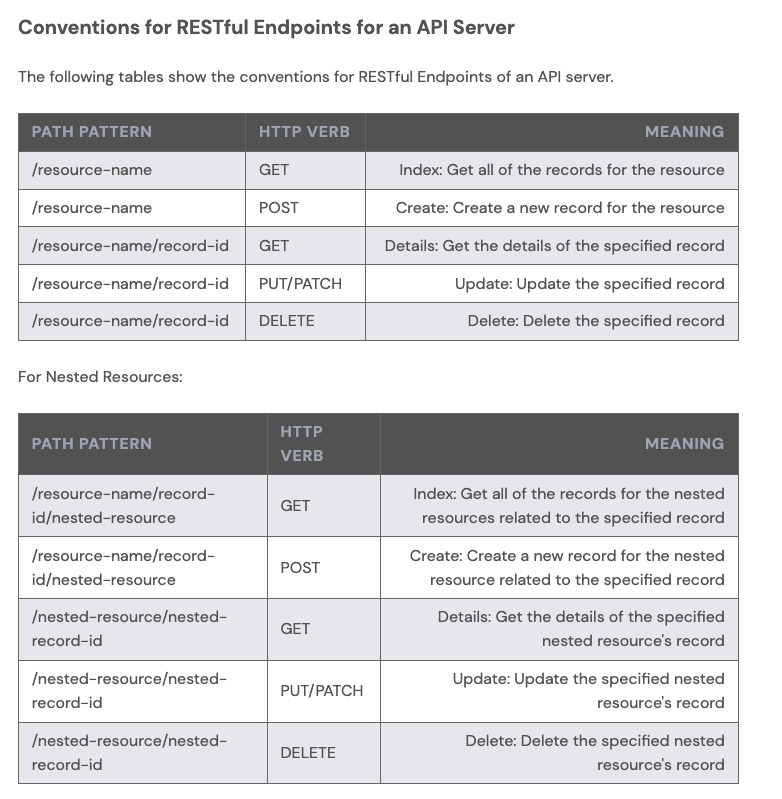 Conventions for RESTful Endpoints for an API Server
The following tables show the conventions for RESTful Endpoints of an API server.
PATH PATTERN HTTP VERB MEANING
/resource-name GET Index: Get all of the records for the resource
/resource-name POST Create: Create a new record for the resource
/resource-name/record-id GET Details: Get the details of the specified record
/resource-name/record-id PUT/PATCH Update: Update the specified record
/resource-name/record-id DELETE Delete: Delete the specified record
For Nested Resources:
PATH PATTERN HTTP
VERB MEANING
/resource-name/record-
id/nested-resource GET Index: Get all of the records for the nested
resources related to the specified record
/resource-name/record-
id/nested-resource POST Create: Create a new record for the nested
resource related to the specified record
/nested-resource/nested-
record-id GET Details: Get the details of the specified
nested resource's record
/nested-resource/nested-
record-id PUT/PATCH Update: Update the specified nested
resource's record
/nested-resource/nested-
record-id DELETE Delete: Delete the specified nested
resource's record